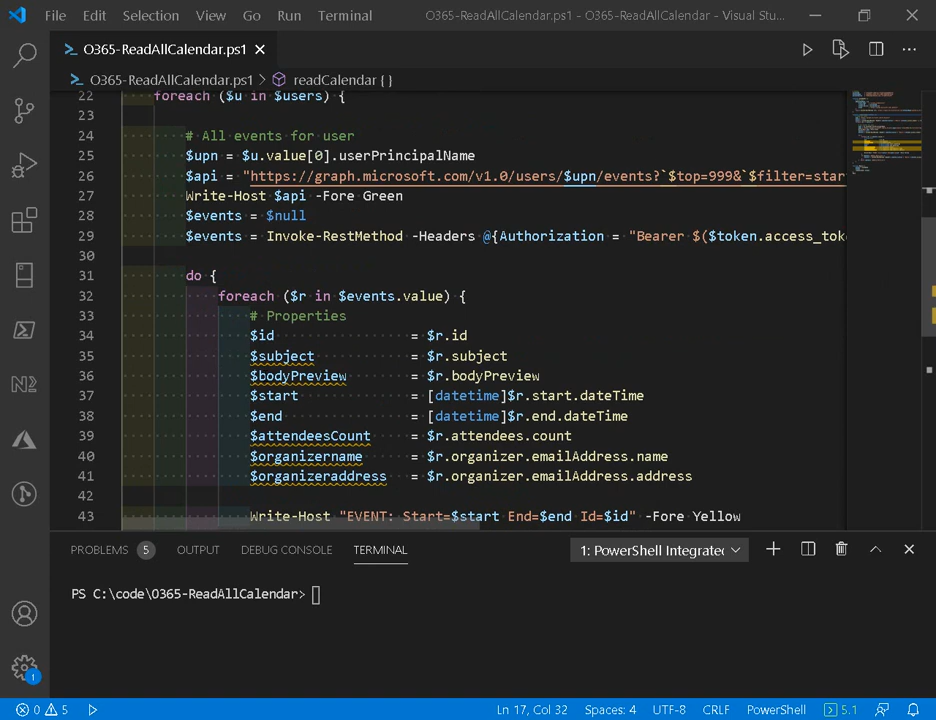 File Edit Selection View Go Run Terminal O365-ReadAllCalendar.ps1 - O365-ReadAllCalendar - Visual Stu...
O365-ReadAllCalendar.ps1
O365-ReadAllCalendar.ps1 > readCalendar { }
22 foreach ($u in $users) {
23
24 # All events for user
25 $upn = $u.value[0].userPrincipalName
26 $api = "https://graph.microsoft.com/v1.0/users/$upn/events?`$top=999&`$filter=star
27 Write-Host $api -Fore Green
28 $events = $null
29 $events = Invoke-RestMethod -Headers @{Authorization = "Bearer $($token.access_tok
30
31 do {
32 foreach ($r in $events.value) {
33 # Properties
34 $id = $r.id
35 $subject = $r.subject
36 $bodyPreview = $r.bodyPreview
37 $start = [datetime]$r.start.dateTime
38 $end = [datetime]$r.end.dateTime
39 $attendeesCount = $r.attendees.count
40 $organizername = $r.organizer.emailAddress.name
41 $organizeraddress = $r.organizer.emailAddress.address
42
43 Write-Host "EVENT: Start=$start End=$end Id=$id" -Fore Yellow
PROBLEMS 5 OUTPUT DEBUG CONSOLE TERMINAL 1: PowerShell Integrated
PS C:\code\O365-ReadAllCalendar>
1
0 5 Ln 17, Col 32 Spaces: 4 UTF-8 CRLF PowerShell 5.1